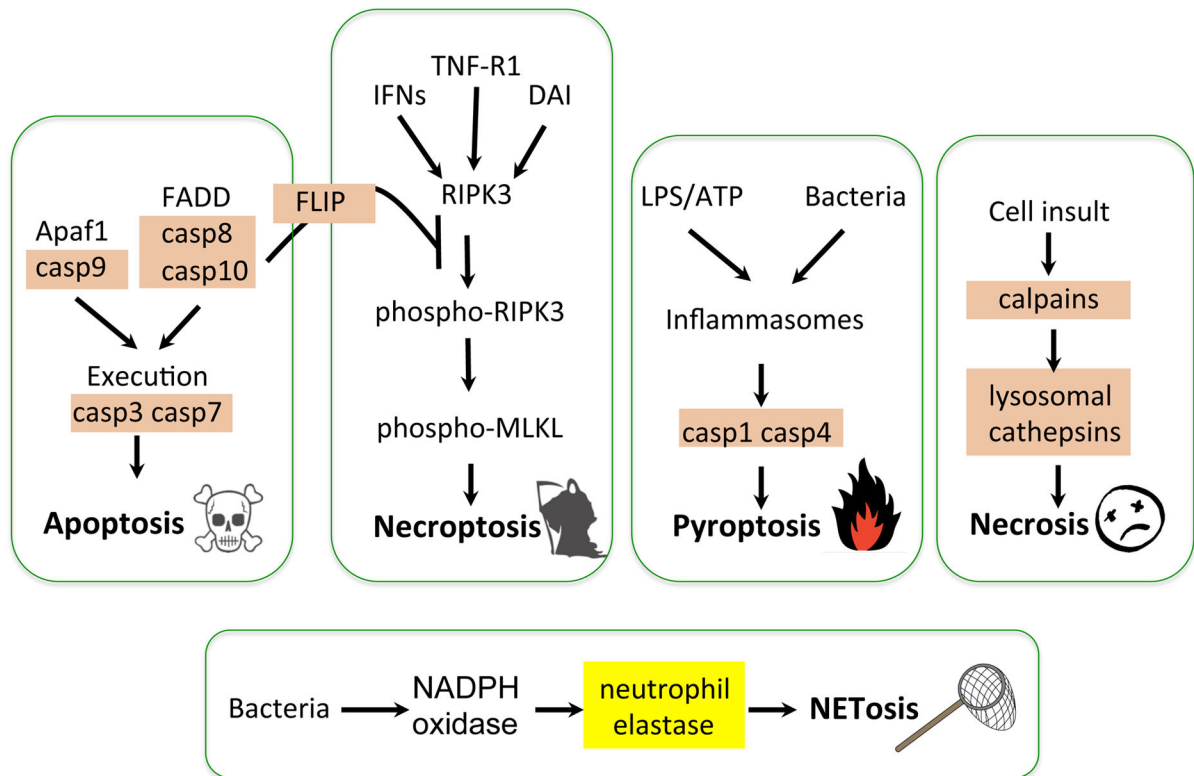 Apaf1
casp9
FADD
casp8
casp10
Execution
casp3 casp7
Apoptosis
FLIP
TNF-R1
IFNs
DAI
RIPK3
phospho-RIPK3
phospho-MLKL
Necroptosis
LPS/ATP
Bacteria
Inflammasomes
casp1 casp4
Pyroptosis
Cell insult
calpains
lysosomal
cathepsins
Necrosis
Bacteria
NADPH
oxidase
neutrophil
elastase
NETosis